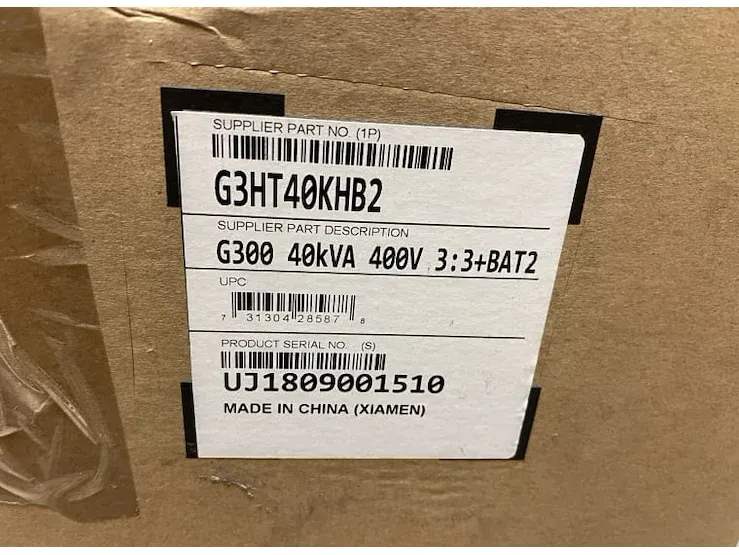 SUPPLIER PART NO. (1P)
G3HT40KHB2
SUPPLIER PART DESCRIPTION
G300 40kVA 400V 3:3+BAT2
UPC
7 31304 28587 8
PRODUCT SERIAL NO. (S)
UJ1809001510
MADE IN CHINA (XIAMEN)